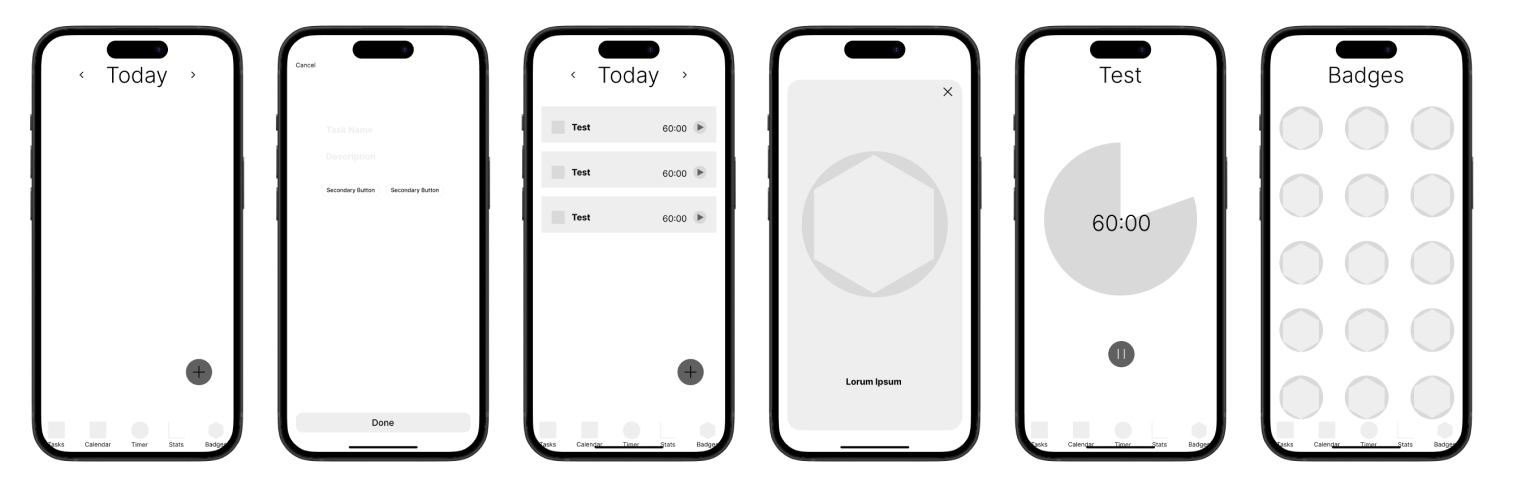 ‹ Today ›
Tasks Calendar Timer Stats Badges
Cancel
Task Name
Description
Secondary Button Secondary Button
Done
‹ Today ›
Test 60:00
Test 60:00
Test 60:00
Tasks Calendar Timer Stats Badges
Lorum Ipsum
Test
60:00
Tasks Calendar Timer Stats Badges
Badges
Tasks Calendar Timer Stats Badges